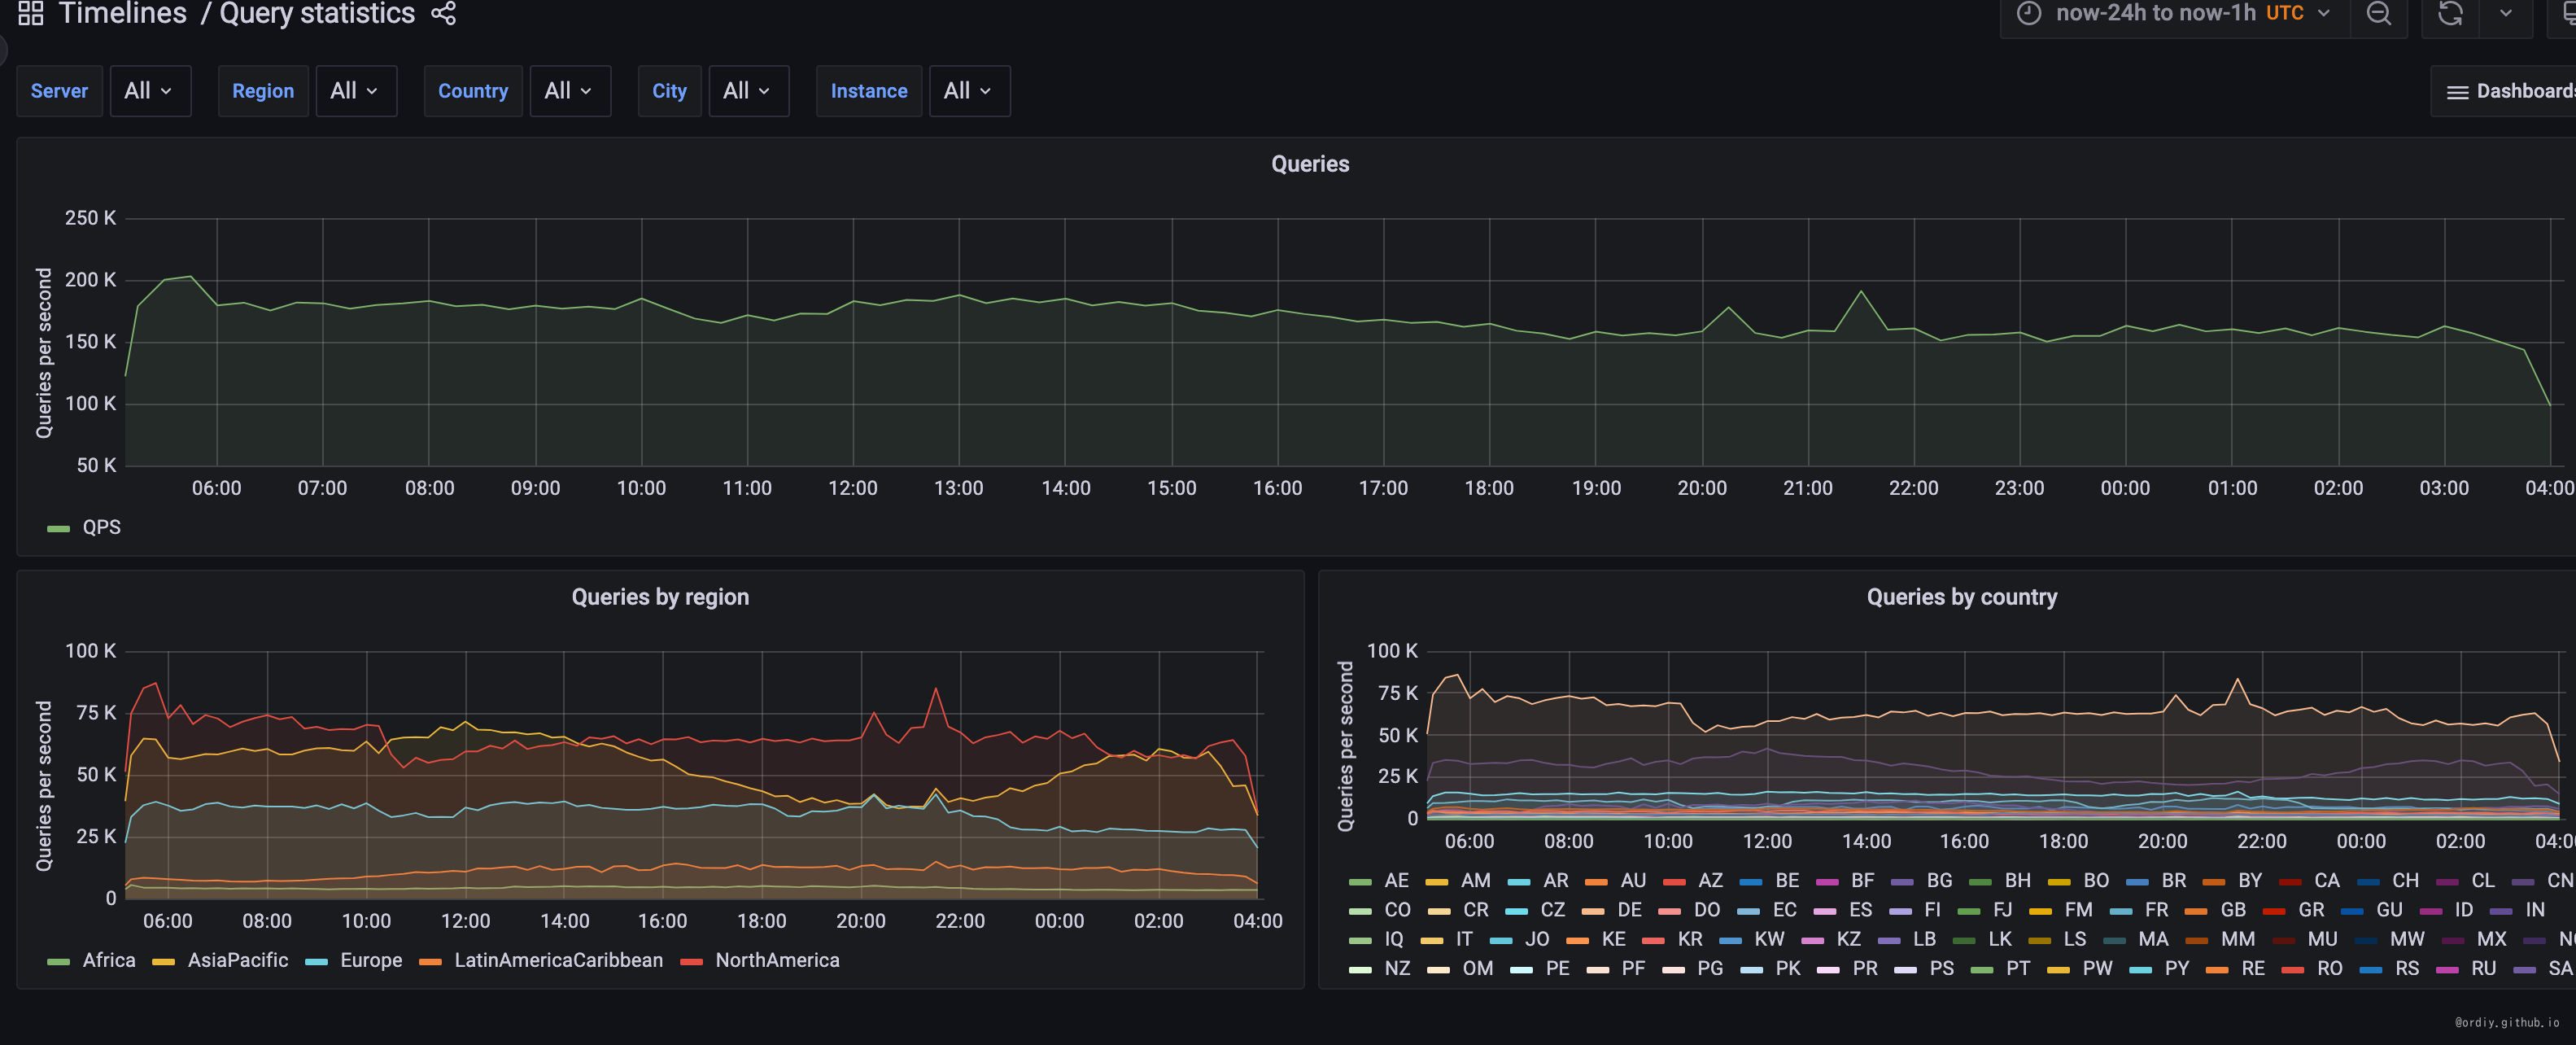 Timelines / Query statistics
now-24h to now-1h UTC
Server All Region All Country All City All Instance All
Dashboards
Queries
Queries per second
250 K
200 K
150 K
100 K
50 K
06:00 07:00 08:00 09:00 10:00 11:00 12:00 13:00 14:00 15:00 16:00 17:00 18:00 19:00 20:00 21:00 22:00 23:00 00:00 01:00 02:00 03:00 04:00
QPS
Queries by region
Queries per second
100 K
75 K
50 K
25 K
0
06:00 08:00 10:00 12:00 14:00 16:00 18:00 20:00 22:00 00:00 02:00 04:00
Africa AsiaPacific Europe LatinAmericaCaribbean NorthAmerica
Queries by country
Queries per second
100 K
75 K
50 K
25 K
0
06:00 08:00 10:00 12:00 14:00 16:00 18:00 20:00 22:00 00:00 02:00 04:00
AE AM AR AU AZ BE BF BG BH BO BR BY CA CH CL CN
CO CR CZ DE DO EC ES FI FJ FM FR GB GR GU ID IN
IQ IT JO KE KR KW KZ LB LK LS MA MM MU MW MX
NZ OM PE PF PG PK PR PS PT PW PY RE RO RS RU SA
@ordiy.github.io